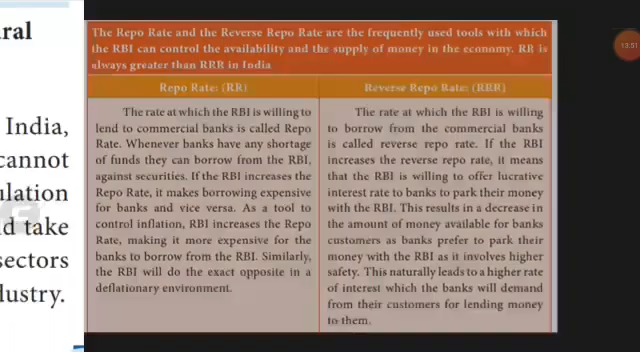 ral
India,
cannot
ulation
d take
sectors
dustry.
The Repo Rate and the Reverse Repo Rate are the frequently used tools with which
the RBI can control the availability and the supply of money in the economy. RR is
always greater than RRR in India
Repo Rate: (RR)
The rate at which the RBI is willing to
lend to commercial banks is called Repo
Rate. Whenever banks have any shortage
of funds they can borrow from the RBI,
against securities. If the RBI increases the
Repo Rate, it makes borrowing expensive
for banks and vice versa. As a tool to
control inflation, RBI increases the Repo
Rate, making it more expensive for the
banks to borrow from the RBI. Similarly,
the RBI will do the exact opposite in a
deflationary environment.
Reverse Repo Rate: (RRR)
The rate at which the RBI is willing
to borrow from the commercial banks
is called reverse repo rate. If the RBI
increases the reverse repo rate, it means
that the RBI is willing to offer lucrative
interest rate to banks to park their money
with the RBI. This results in a decrease in
the amount of money available for banks
customers as banks prefer to park their
money with the RBI as it involves higher
safety. This naturally leads to a higher rate
of interest which the banks will demand
from their customers for lending money
to them.
13:51